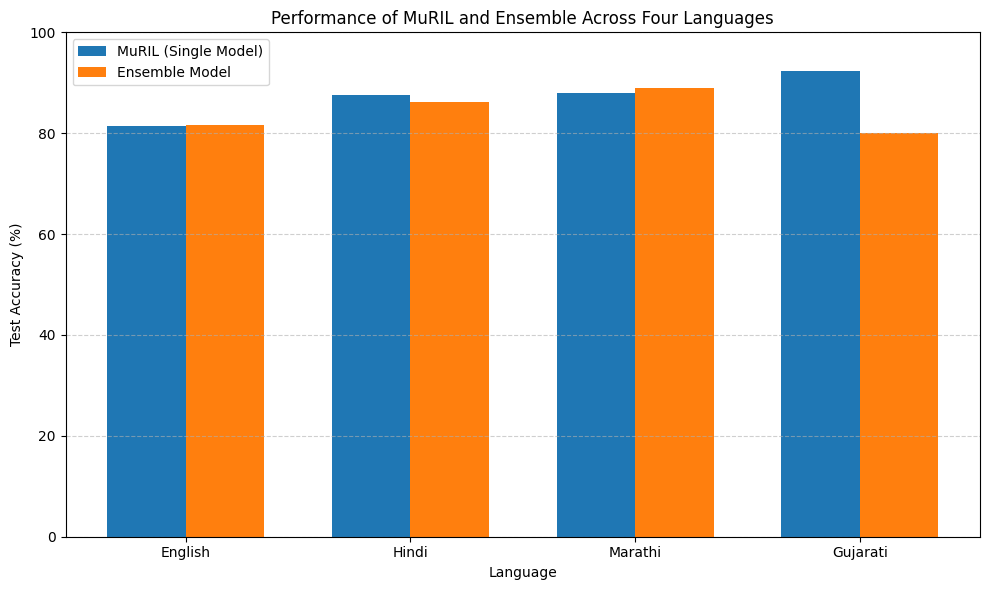 Performance of MuRIL and Ensemble Across Four Languages
MuRIL (Single Model)
Ensemble Model
Test Accuracy (%)
100
80
60
40
20
0
English Hindi Marathi Gujarati
Language